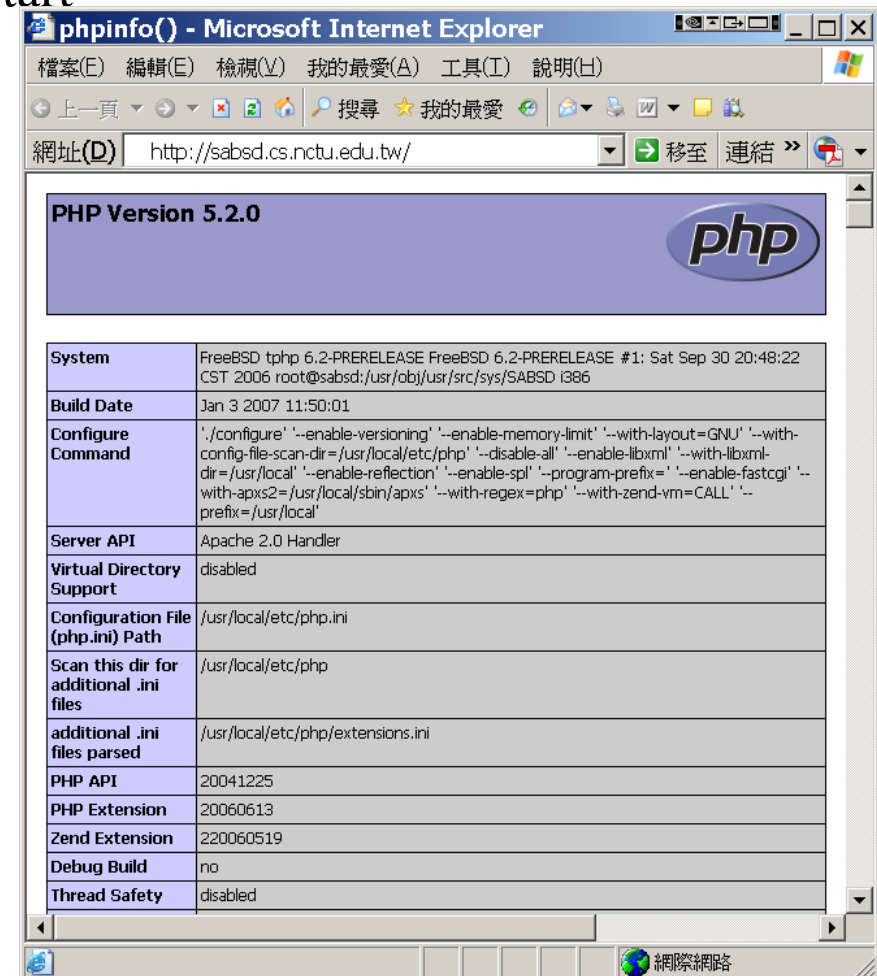 tart
phpinfo() - Microsoft Internet Explorer
檔案(F) 編輯(E) 檢視(V) 我的最愛(A) 工具(T) 說明(H)
上一頁 搜尋 我的最愛
網址(D) http://sabsd.cs.nctu.edu.tw/ 移至 連結 »
PHP Version 5.2.0
php
System FreeBSD tphp 6.2-PRERELEASE FreeBSD 6.2-PRERELEASE #1: Sat Sep 30 20:48:22
CST 2006 root@sabsd:/usr/obj/usr/src/sys/SABSD i386
Build Date Jan 3 2007 11:50:01
Configure
Command
'./configure' '--enable-versioning' '--enable-memory-limit' '--with-layout=GNU' '--with-
config-file-scan-dir=/usr/local/etc/php' '--disable-all' '--enable-libxml' '--with-libxml-
dir=/usr/local' '--enable-reflection' '--enable-spl' '--program-prefix=' '--enable-fastcgi' '--
with-apxs2=/usr/local/sbin/apxs' '--with-regex=php' '--with-zend-vm=CALL' '--
prefix=/usr/local'
Server API Apache 2.0 Handler
Virtual Directory
Support
disabled
Configuration File
(php.ini) Path
/usr/local/etc/php.ini
Scan this dir for
additional .ini
files
/usr/local/etc/php
additional .ini
files parsed
/usr/local/etc/php/extensions.ini
PHP API 20041225
PHP Extension 20060613
Zend Extension 220060519
Debug Build no
Thread Safety disabled
網際網路